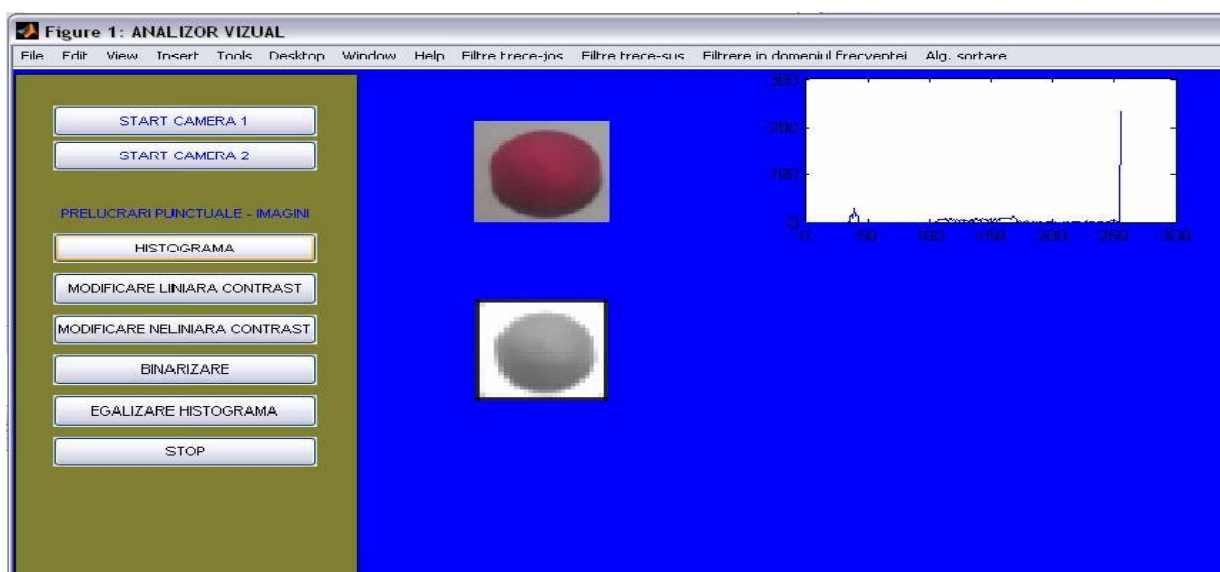 Figure 1: ANALIZOR VIZUAL
File Edit View Insert Tools Desktop Window Help Filtre trece-jos Filtre trece-sus Filtrere in domeniul frecventei Alg. sortare
START CAMERA 1
START CAMERA 2
PRELUCRARI PUNCTUALE - IMAGINI
HISTOGRAMA
MODIFICARE LINIARA CONTRAST
MODIFICARE NELINIARA CONTRAST
BINARIZARE
EGALIZARE HISTOGRAMA
STOP
300
200
100
0
0 50 100 150 200 250 300